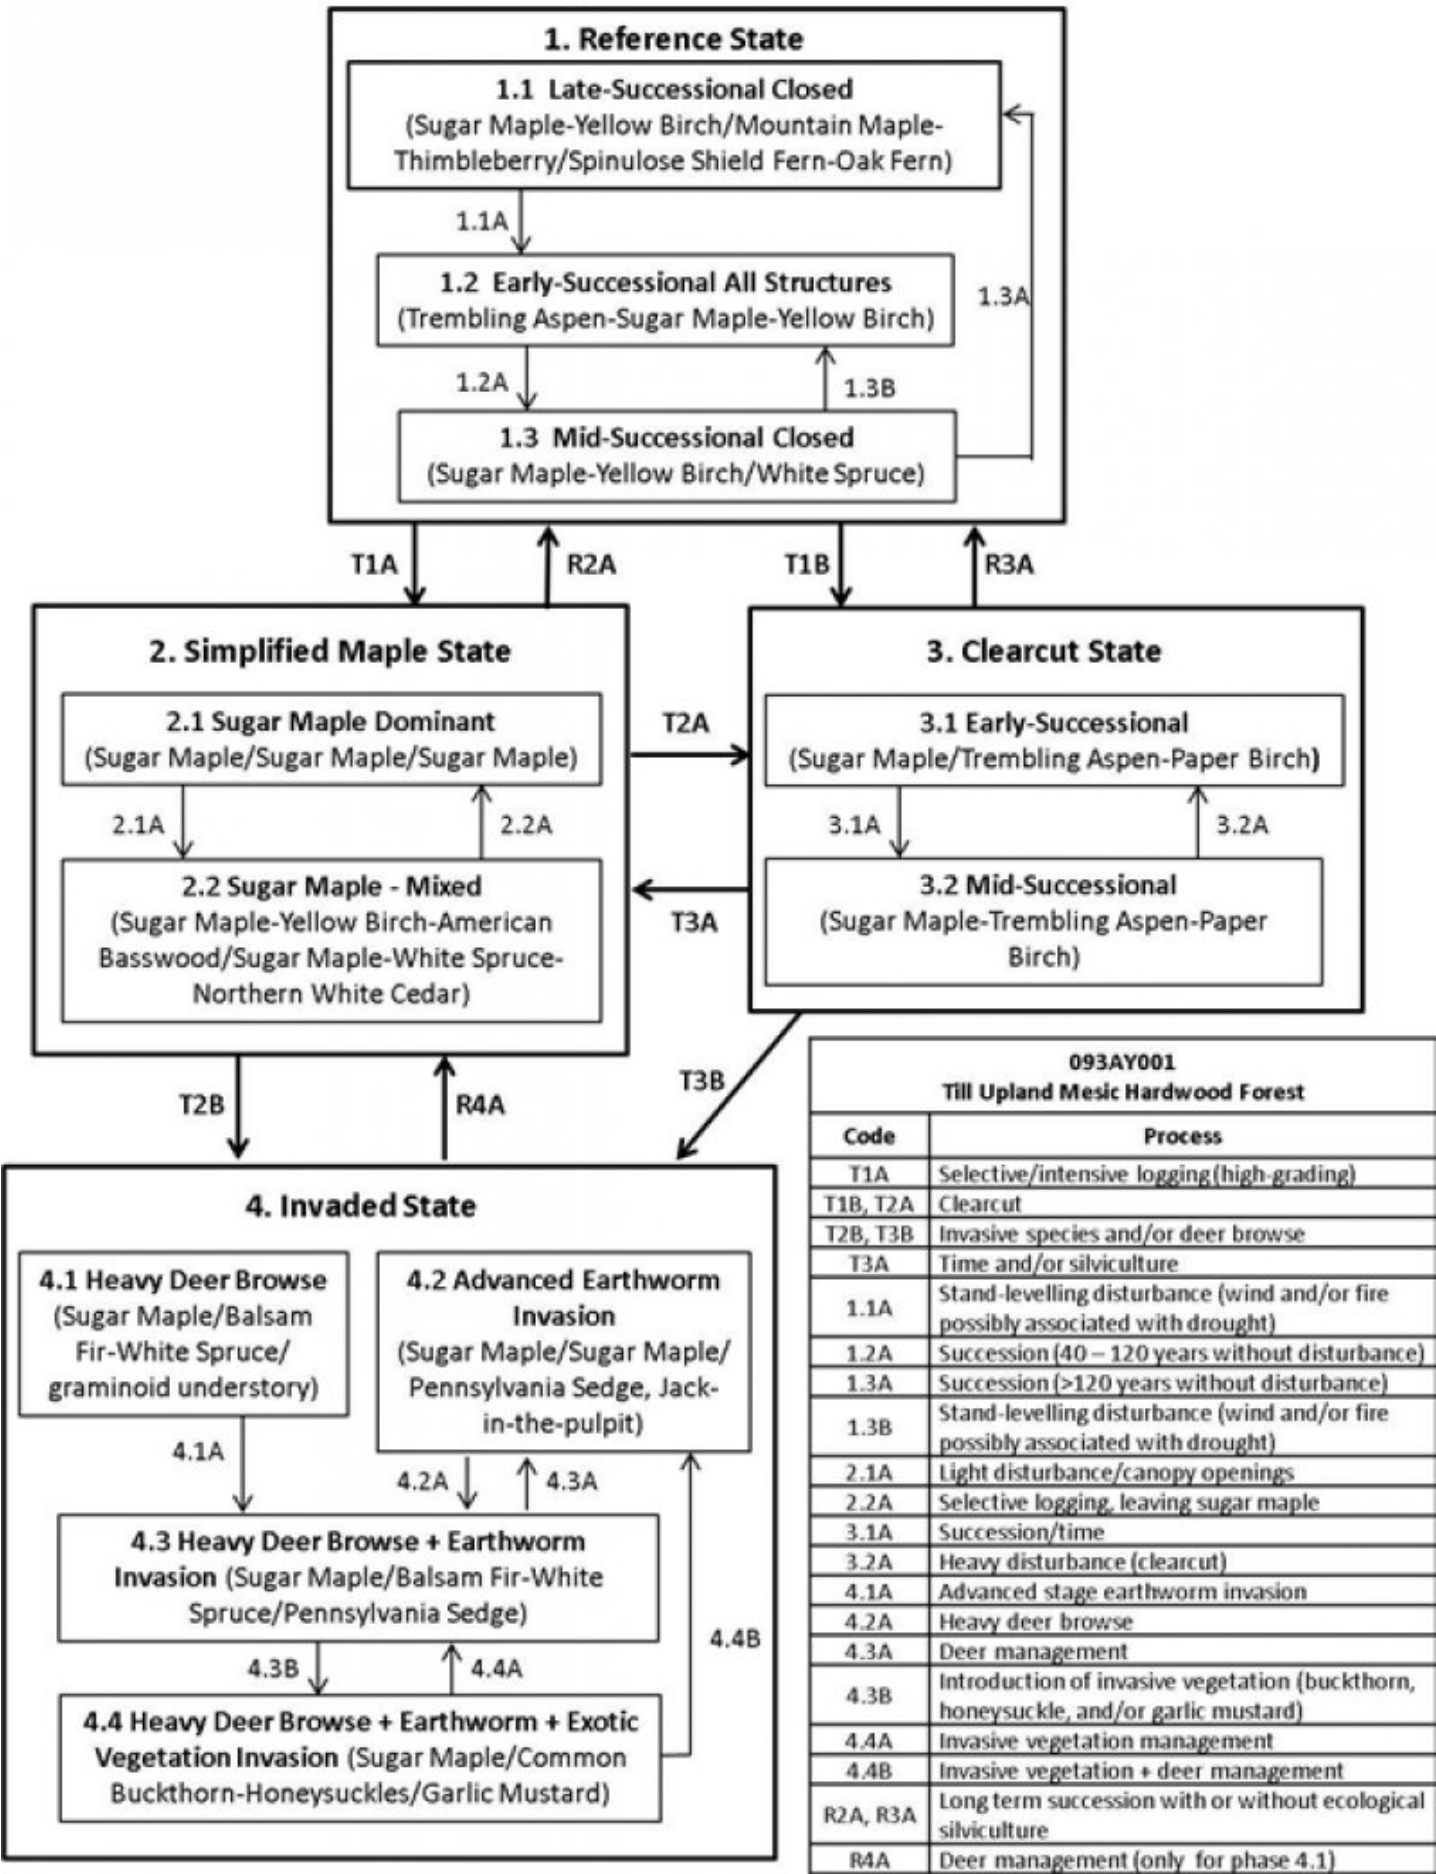 1. Reference State
1.1 Late-Successional Closed
(Sugar Maple-Yellow Birch/Mountain Maple-
Thimbleberry/Spinulose Shield Fern-Oak Fern)
1.1A
1.2 Early-Successional All Structures
(Trembling Aspen-Sugar Maple-Yellow Birch)
1.3A
1.2A
1.3B
1.3 Mid-Successional Closed
(Sugar Maple-Yellow Birch/White Spruce)
T1A
R2A
T1B
R3A
2. Simplified Maple State
2.1 Sugar Maple Dominant
(Sugar Maple/Sugar Maple/Sugar Maple)
2.1A
2.2A
2.2 Sugar Maple - Mixed
(Sugar Maple-Yellow Birch-American
Basswood/Sugar Maple-White Spruce-
Northern White Cedar)
T2A
T3A
3. Clearcut State
3.1 Early-Successional
(Sugar Maple/Trembling Aspen-Paper Birch)
3.1A
3.2A
3.2 Mid-Successional
(Sugar Maple-Trembling Aspen-Paper
Birch)
T2B
R4A
T3B
4. Invaded State
4.1 Heavy Deer Browse
(Sugar Maple/Balsam
Fir-White Spruce/
graminoid understory)
4.2 Advanced Earthworm
Invasion
(Sugar Maple/Sugar Maple/
Pennsylvania Sedge, Jack-
in-the-pulpit)
4.1A
4.2A
4.3A
4.3 Heavy Deer Browse + Earthworm
Invasion (Sugar Maple/Balsam Fir-White
Spruce/Pennsylvania Sedge)
4.3B
4.4A
4.4B
4.4 Heavy Deer Browse + Earthworm + Exotic
Vegetation Invasion (Sugar Maple/Common
Buckthorn-Honeysuckles/Garlic Mustard)
093AY001
Till Upland Mesic Hardwood Forest
Code Process
T1A Selective/intensive logging (high-grading)
T1B, T2A Clearcut
T2B, T3B Invasive species and/or deer browse
T3A Time and/or silviculture
1.1A Stand-levelling disturbance (wind and/or fire
possibly associated with drought)
1.2A Succession (40 – 120 years without disturbance)
1.3A Succession (>120 years without disturbance)
1.3B Stand-levelling disturbance (wind and/or fire
possibly associated with drought)
2.1A Light disturbance/canopy openings
2.2A Selective logging, leaving sugar maple
3.1A Succession/time
3.2A Heavy disturbance (clearcut)
4.1A Advanced stage earthworm invasion
4.2A Heavy deer browse
4.3A Deer management
4.3B Introduction of invasive vegetation (buckthorn,
honeysuckle, and/or garlic mustard)
4.4A Invasive vegetation management
4.4B Invasive vegetation + deer management
R2A, R3A Long term succession with or without ecological
silviculture
R4A Deer management (only for phase 4.1)